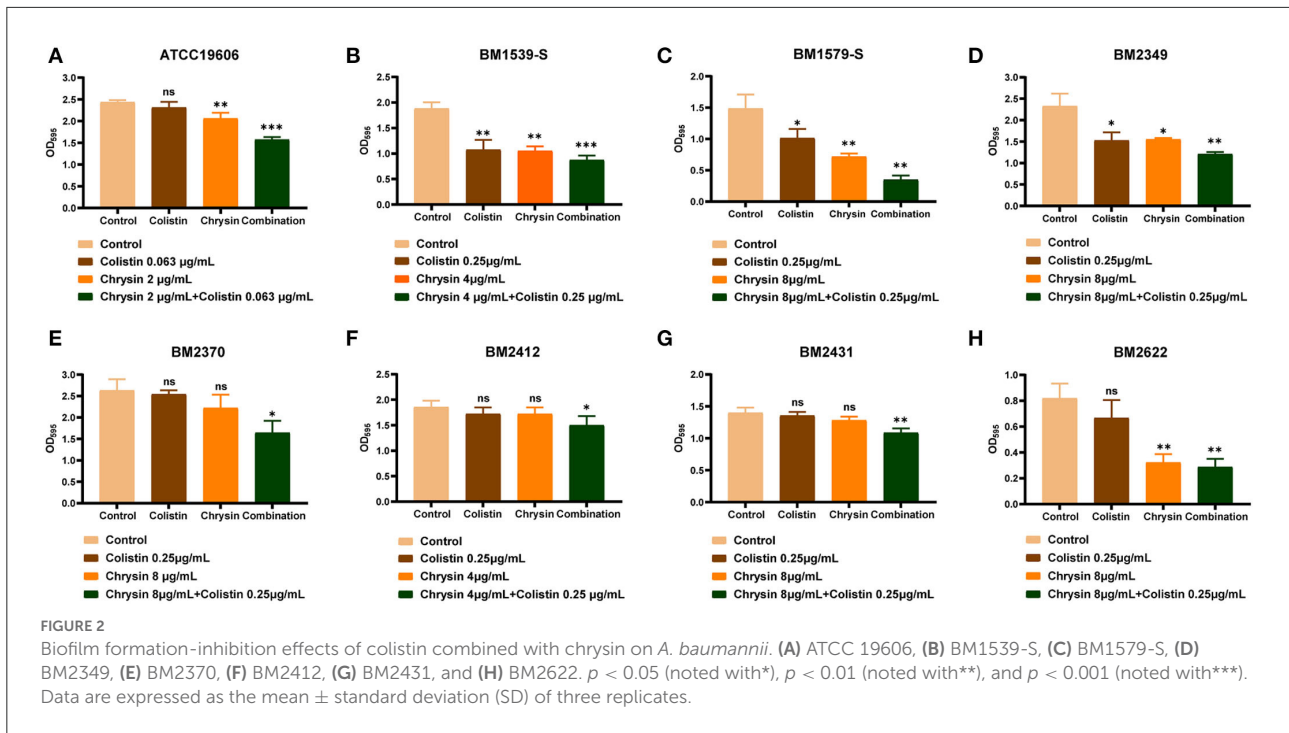 A
ATCC19606
OD595
3.0
2.5
2.0
1.5
1.0
0.5
0.0
ns
**
***
Control Colistin Chrysin Combination
Control
Colistin 0.063 µg/mL
Chrysin 2 µg/mL
Chrysin 2 µg/mL+Colistin 0.063 µg/mL
B
BM1539-S
OD595
2.5
2.0
1.5
1.0
0.5
0.0
**
**
***
Control Colistin Chrysin Combination
Control
Colistin 0.25µg/mL
Chrysin 4µg/mL
Chrysin 4 µg/mL+Colistin 0.25 µg/mL
C
BM1579-S
OD595
2.0
1.5
1.0
0.5
0.0
*
**
**
Control Colistin Chrysin Combination
Control
Colistin 0.25µg/mL
Chrysin 8µg/mL
Chrysin 8µg/mL+Colistin 0.25µg/mL
D
BM2349
OD595
3.0
2.5
2.0
1.5
1.0
0.5
0.0
*
*
**
Control Colistin Chrysin Combination
Control
Colistin 0.25µg/mL
Chrysin 8µg/mL
Chrysin 8µg/mL+Colistin 0.25µg/mL
E
BM2370
OD595
3.0
2.5
2.0
1.5
1.0
0.5
0.0
ns
ns
*
Control Colistin Chrysin Combination
Control
Colistin 0.25µg/mL
Chrysin 8 µg/mL
Chrysin 8µg/mL+Colistin 0.25µg/mL
F
BM2412
OD595
2.5
2.0
1.5
1.0
0.5
0.0
ns
ns
*
Control Colistin Chrysin Combination
Control
Colistin 0.25µg/mL
Chrysin 4µg/mL
Chrysin 4µg/mL+Colistin 0.25 µg/mL
G
BM2431
OD595
2.0
1.5
1.0
0.5
0.0
ns
ns
**
Control Colistin Chrysin Combination
Control
Colistin 0.25µg/mL
Chrysin 8µg/mL
Chrysin 8µg/mL+Colistin 0.25µg/mL
H
BM2622
OD595
1.0
0.8
0.6
0.4
0.2
0.0
ns
**
**
Control Colistin Chrysin Combination
Control
Colistin 0.25µg/mL
Chrysin 8µg/mL
Chrysin 8µg/mL+Colistin 0.25µg/mL
FIGURE 2
Biofilm formation-inhibition effects of colistin combined with chrysin on A. baumannii. (A) ATCC 19606, (B) BM1539-S, (C) BM1579-S, (D)
BM2349, (E) BM2370, (F) BM2412, (G) BM2431, and (H) BM2622. p < 0.05 (noted with*), p < 0.01 (noted with**), and p < 0.001 (noted with***).
Data are expressed as the mean ± standard deviation (SD) of three replicates.